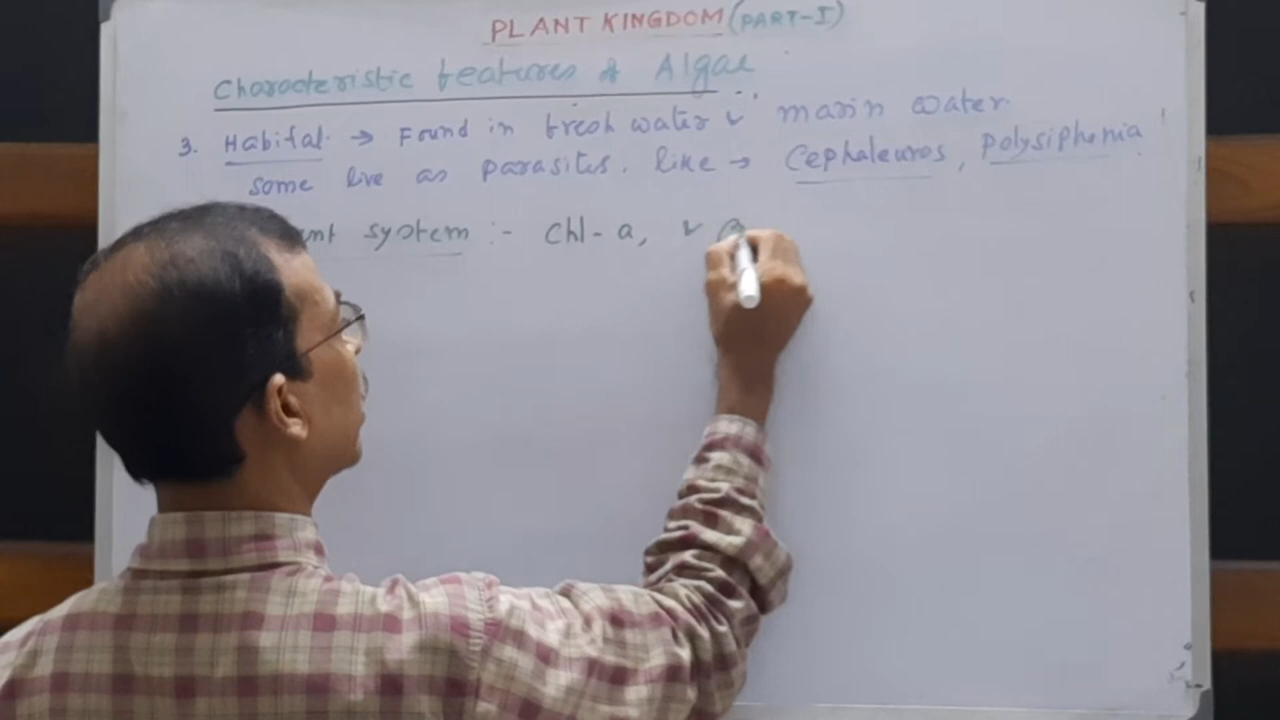 PLANT KINGDOM (PART-I)
Characteristic features of Algae
3. Habital. → Found in fresh water & marin water.
some live as parasites. like → Cephaleuros, polysiphonia
system :- chl-a, &